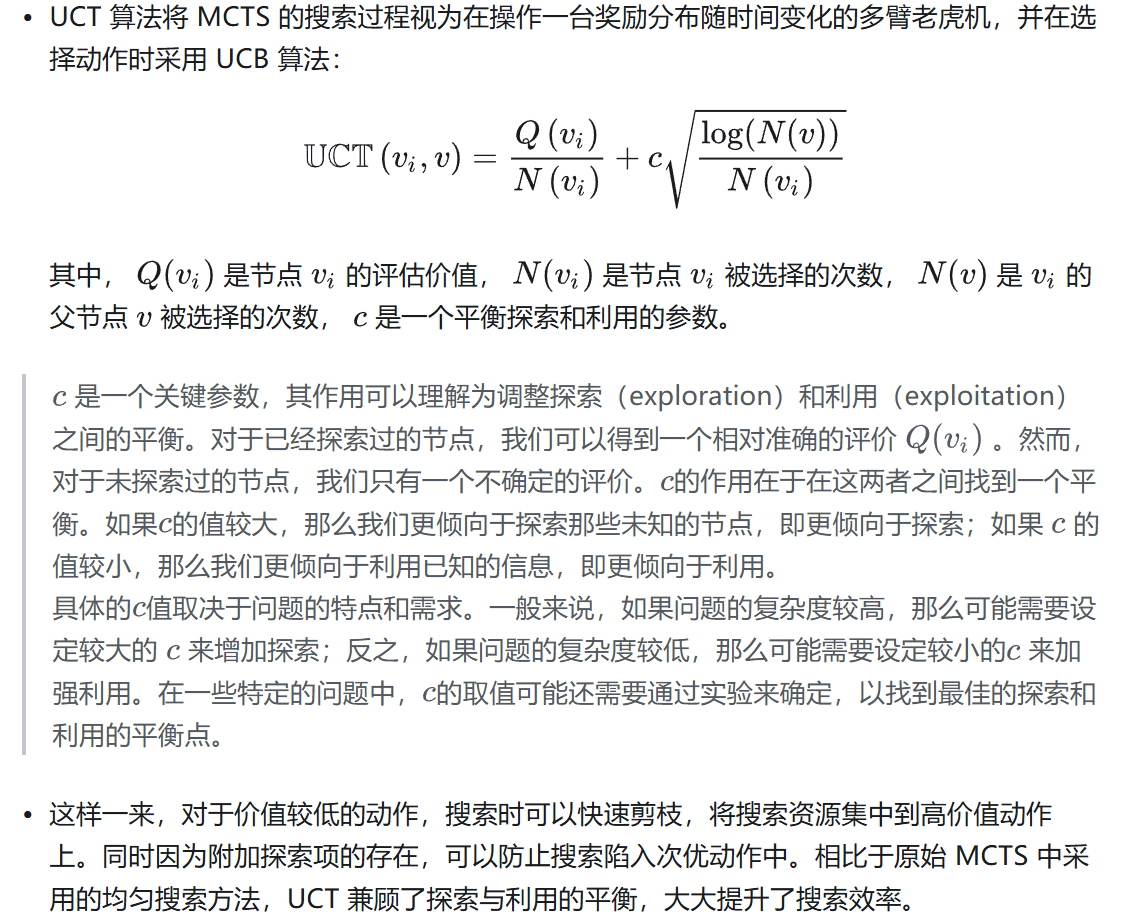 • UCT 算法将 MCTS 的搜索过程视为在操作一台奖励分布随时间变化的多臂老虎机，并在选
择动作时采用 UCB 算法：
𝕌ℂ𝕋 (v_i, v) = \frac{Q (v_i)}{N (v_i)} + c \sqrt{\frac{log(N(v))}{N (v_i)}}
其中， Q(v_i) 是节点 v_i 的评估价值， N(v_i) 是节点 v_i 被选择的次数， N(v) 是 v_i 的
父节点 v 被选择的次数， c 是一个平衡探索和利用的参数。
c 是一个关键参数，其作用可以理解为调整探索（exploration）和利用（exploitation）
之间的平衡。对于已经探索过的节点，我们可以得到一个相对准确的评价 Q(v_i) 。然而，
对于未探索过的节点，我们只有一个不确定的评价。c的作用在于在这两者之间找到一个平
衡。如果c的值较大，那么我们更倾向于探索那些未知的节点，即更倾向于探索；如果 c 的
值较小，那么我们更倾向于利用已知的信息，即更倾向于利用。
具体的c值取决于问题的特点和需求。一般来说，如果问题的复杂度较高，那么可能需要设
定较大的 c 来增加探索；反之，如果问题的复杂度较低，那么可能需要设定较小的c 来加
强利用。在一些特定的问题中，c的取值可能还需要通过实验来确定，以找到最佳的探索和
利用的平衡点。
• 这样一来，对于价值较低的动作，搜索时可以快速剪枝，将搜索资源集中到高价值动作
上。同时因为附加探索项的存在，可以防止搜索陷入次优动作中。相比于原始 MCTS 中采
用的均匀搜索方法，UCT 兼顾了探索与利用的平衡，大大提升了搜索效率。